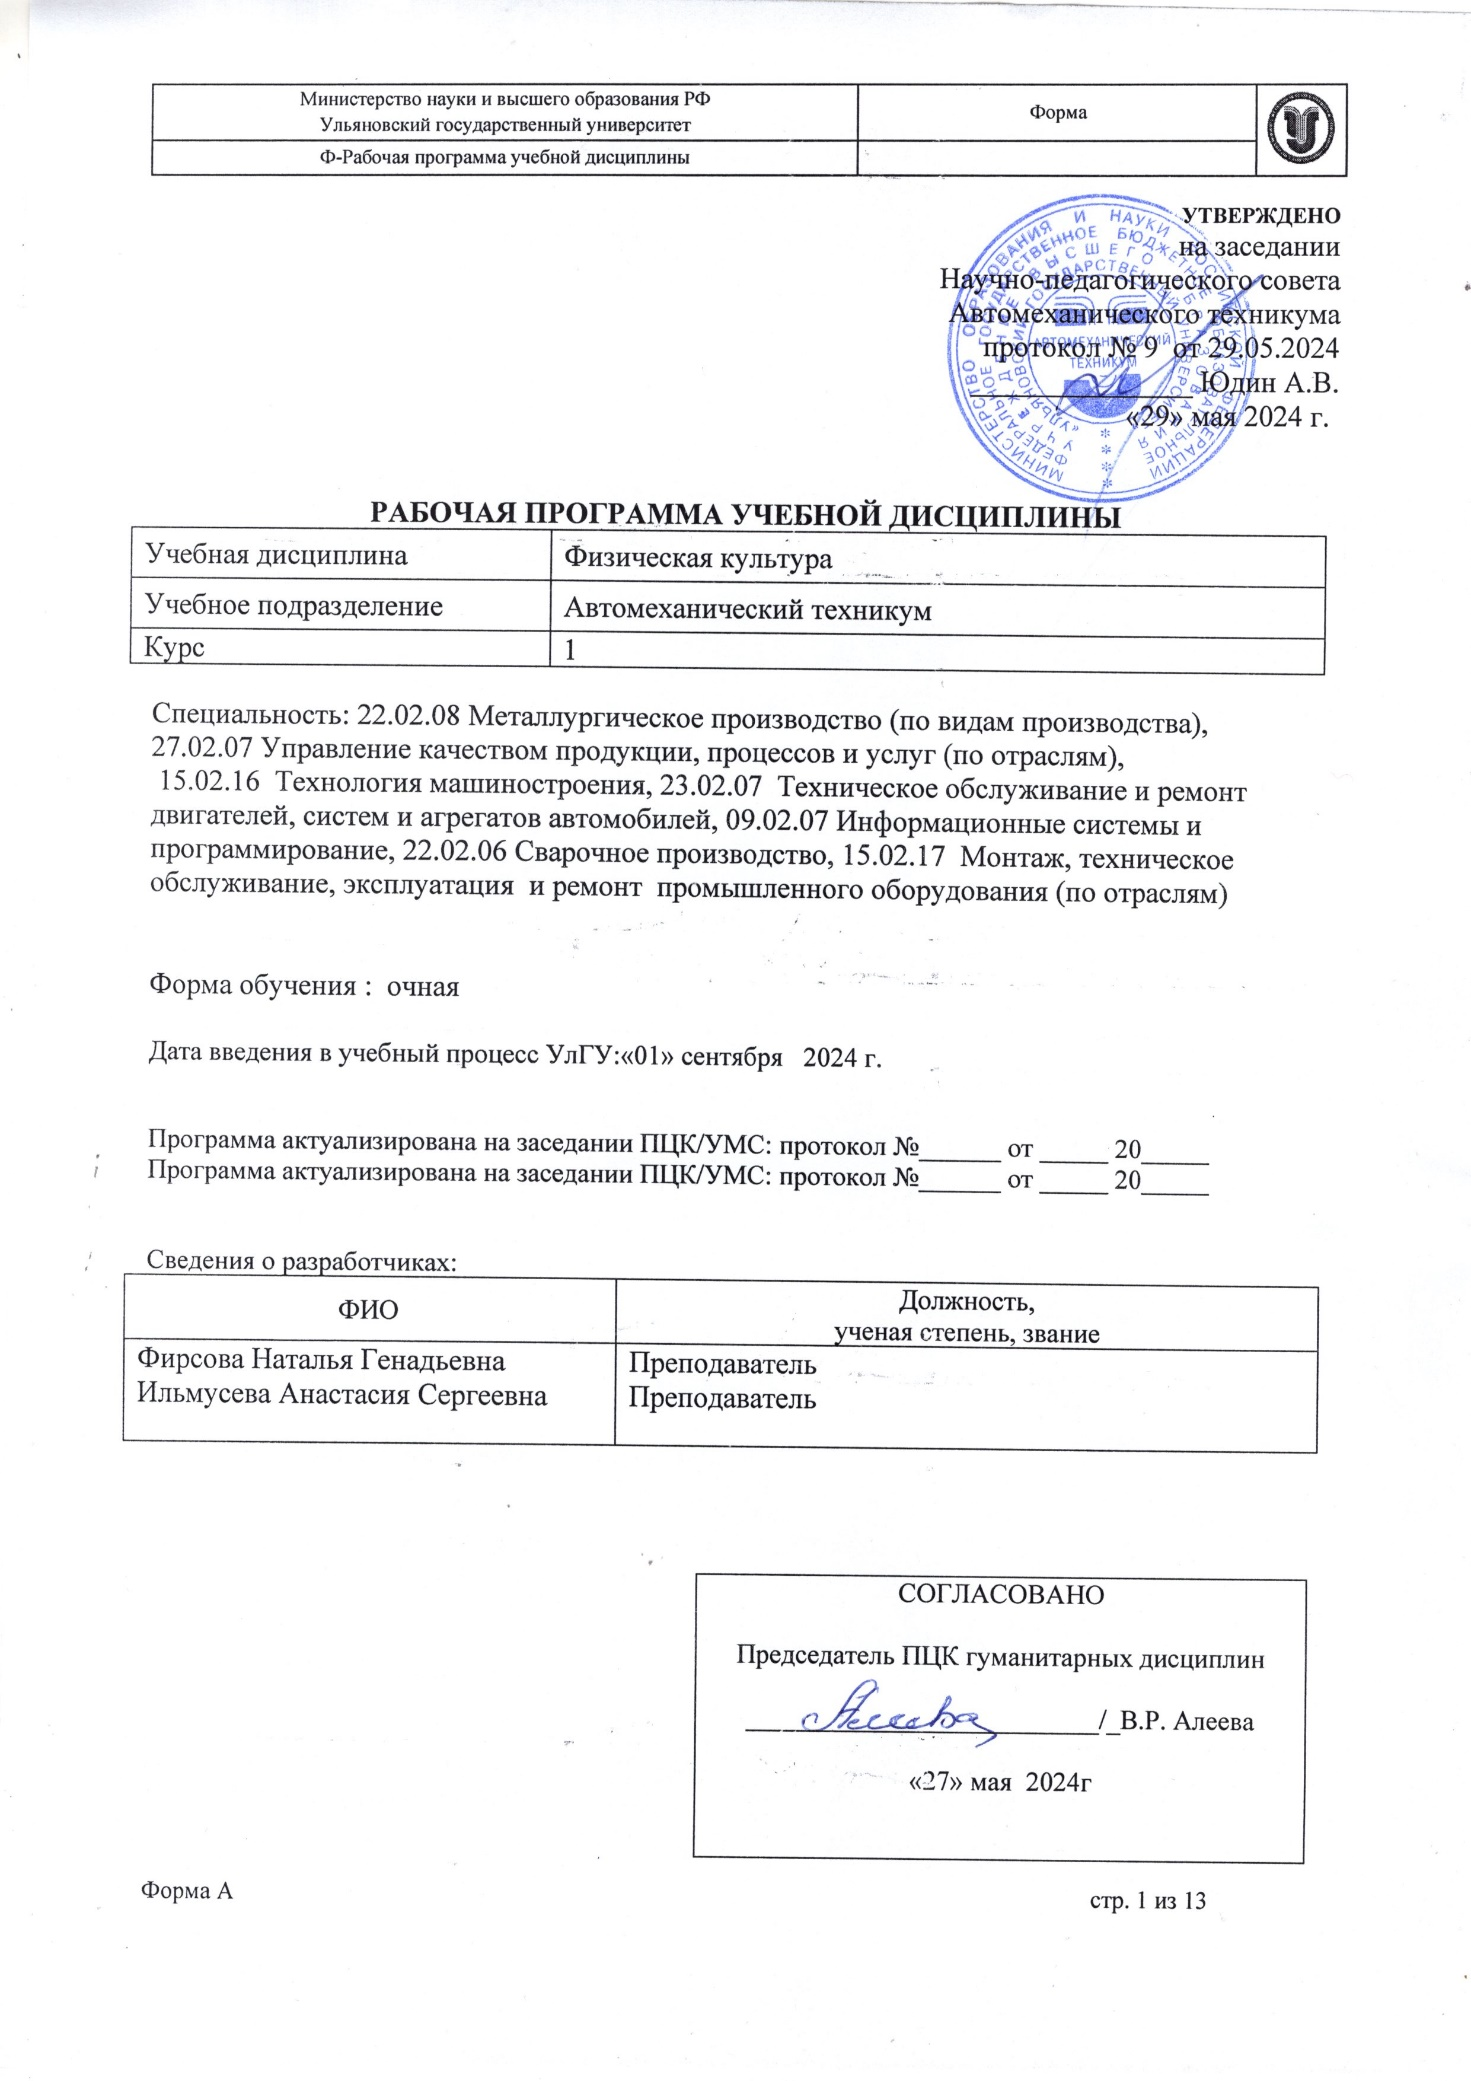 Министерство науки и высшего образования РФ
Ульяновский государственный университет
Форма
Ф-Рабочая программа учебной дисциплины
УТВЕРЖДЕНО
на заседании
Научно-педагогического совета
Автомеханического техникума
протокол № 9 от 29.05.2024
Юдин А.В.
«29» мая 2024 г.
АВТОМЕХАНИЧЕСКИЙ
ТЕХНИКУМ
РАБОЧАЯ ПРОГРАММА УЧЕБНОЙ ДИСЦИПЛИНЫ
Учебная дисциплина Физическая культура
Учебное подразделение Автомеханический техникум
Курс 1
Специальность: 22.02.08 Металлургическое производство (по видам производства),
27.02.07 Управление качеством продукции, процессов и услуг (по отраслям),
15.02.16 Технология машиностроения, 23.02.07 Техническое обслуживание и ремонт
двигателей, систем и агрегатов автомобилей, 09.02.07 Информационные системы и
программирование, 22.02.06 Сварочное производство, 15.02.17 Монтаж, техническое
обслуживание, эксплуатация и ремонт промышленного оборудования (по отраслям)
Форма обучения : очная
Дата введения в учебный процесс УлГУ:«01» сентября 2024 г.
Программа актуализирована на заседании ПЦК/УМС: протокол №______ от _____ 20_____
Программа актуализирована на заседании ПЦК/УМС: протокол №______ от _____ 20_____
Сведения о разработчиках:
ФИО
Должность,
ученая степень, звание
Фирсова Наталья Генадьевна Преподаватель
Ильмусева Анастасия Сергеевна Преподаватель
СОГЛАСОВАНО
Председатель ПЦК гуманитарных дисциплин
Алеева /_В.Р. Алеева
«27» мая 2024г
Форма А
стр. 1 из 13